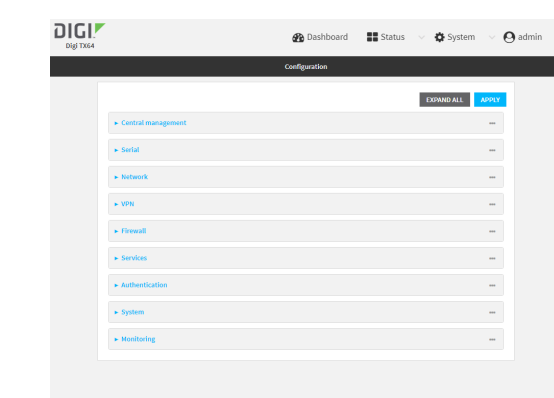 DIGI
Digi TX64
Dashboard Status System admin
Configuration
EXPAND ALL APPLY
Central management
Serial
Network
VPN
Firewall
Services
Authentication
System
Monitoring